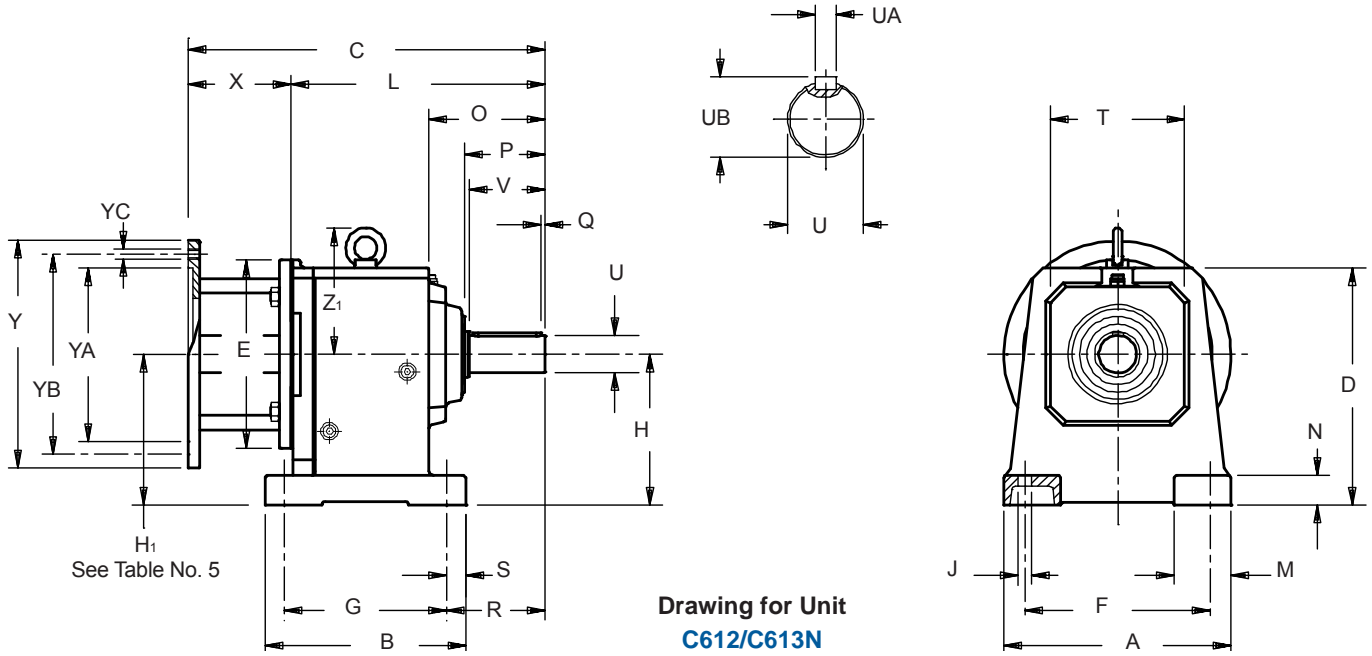 C
X
L
O
P
V
Q
YC
Y
YA
YB
E
Z1
U
H
H1
See Table No. 5
S
G
R
B
UA
UB
U
Drawing for Unit
C612/C613N
T
D
N
J
M
F
A